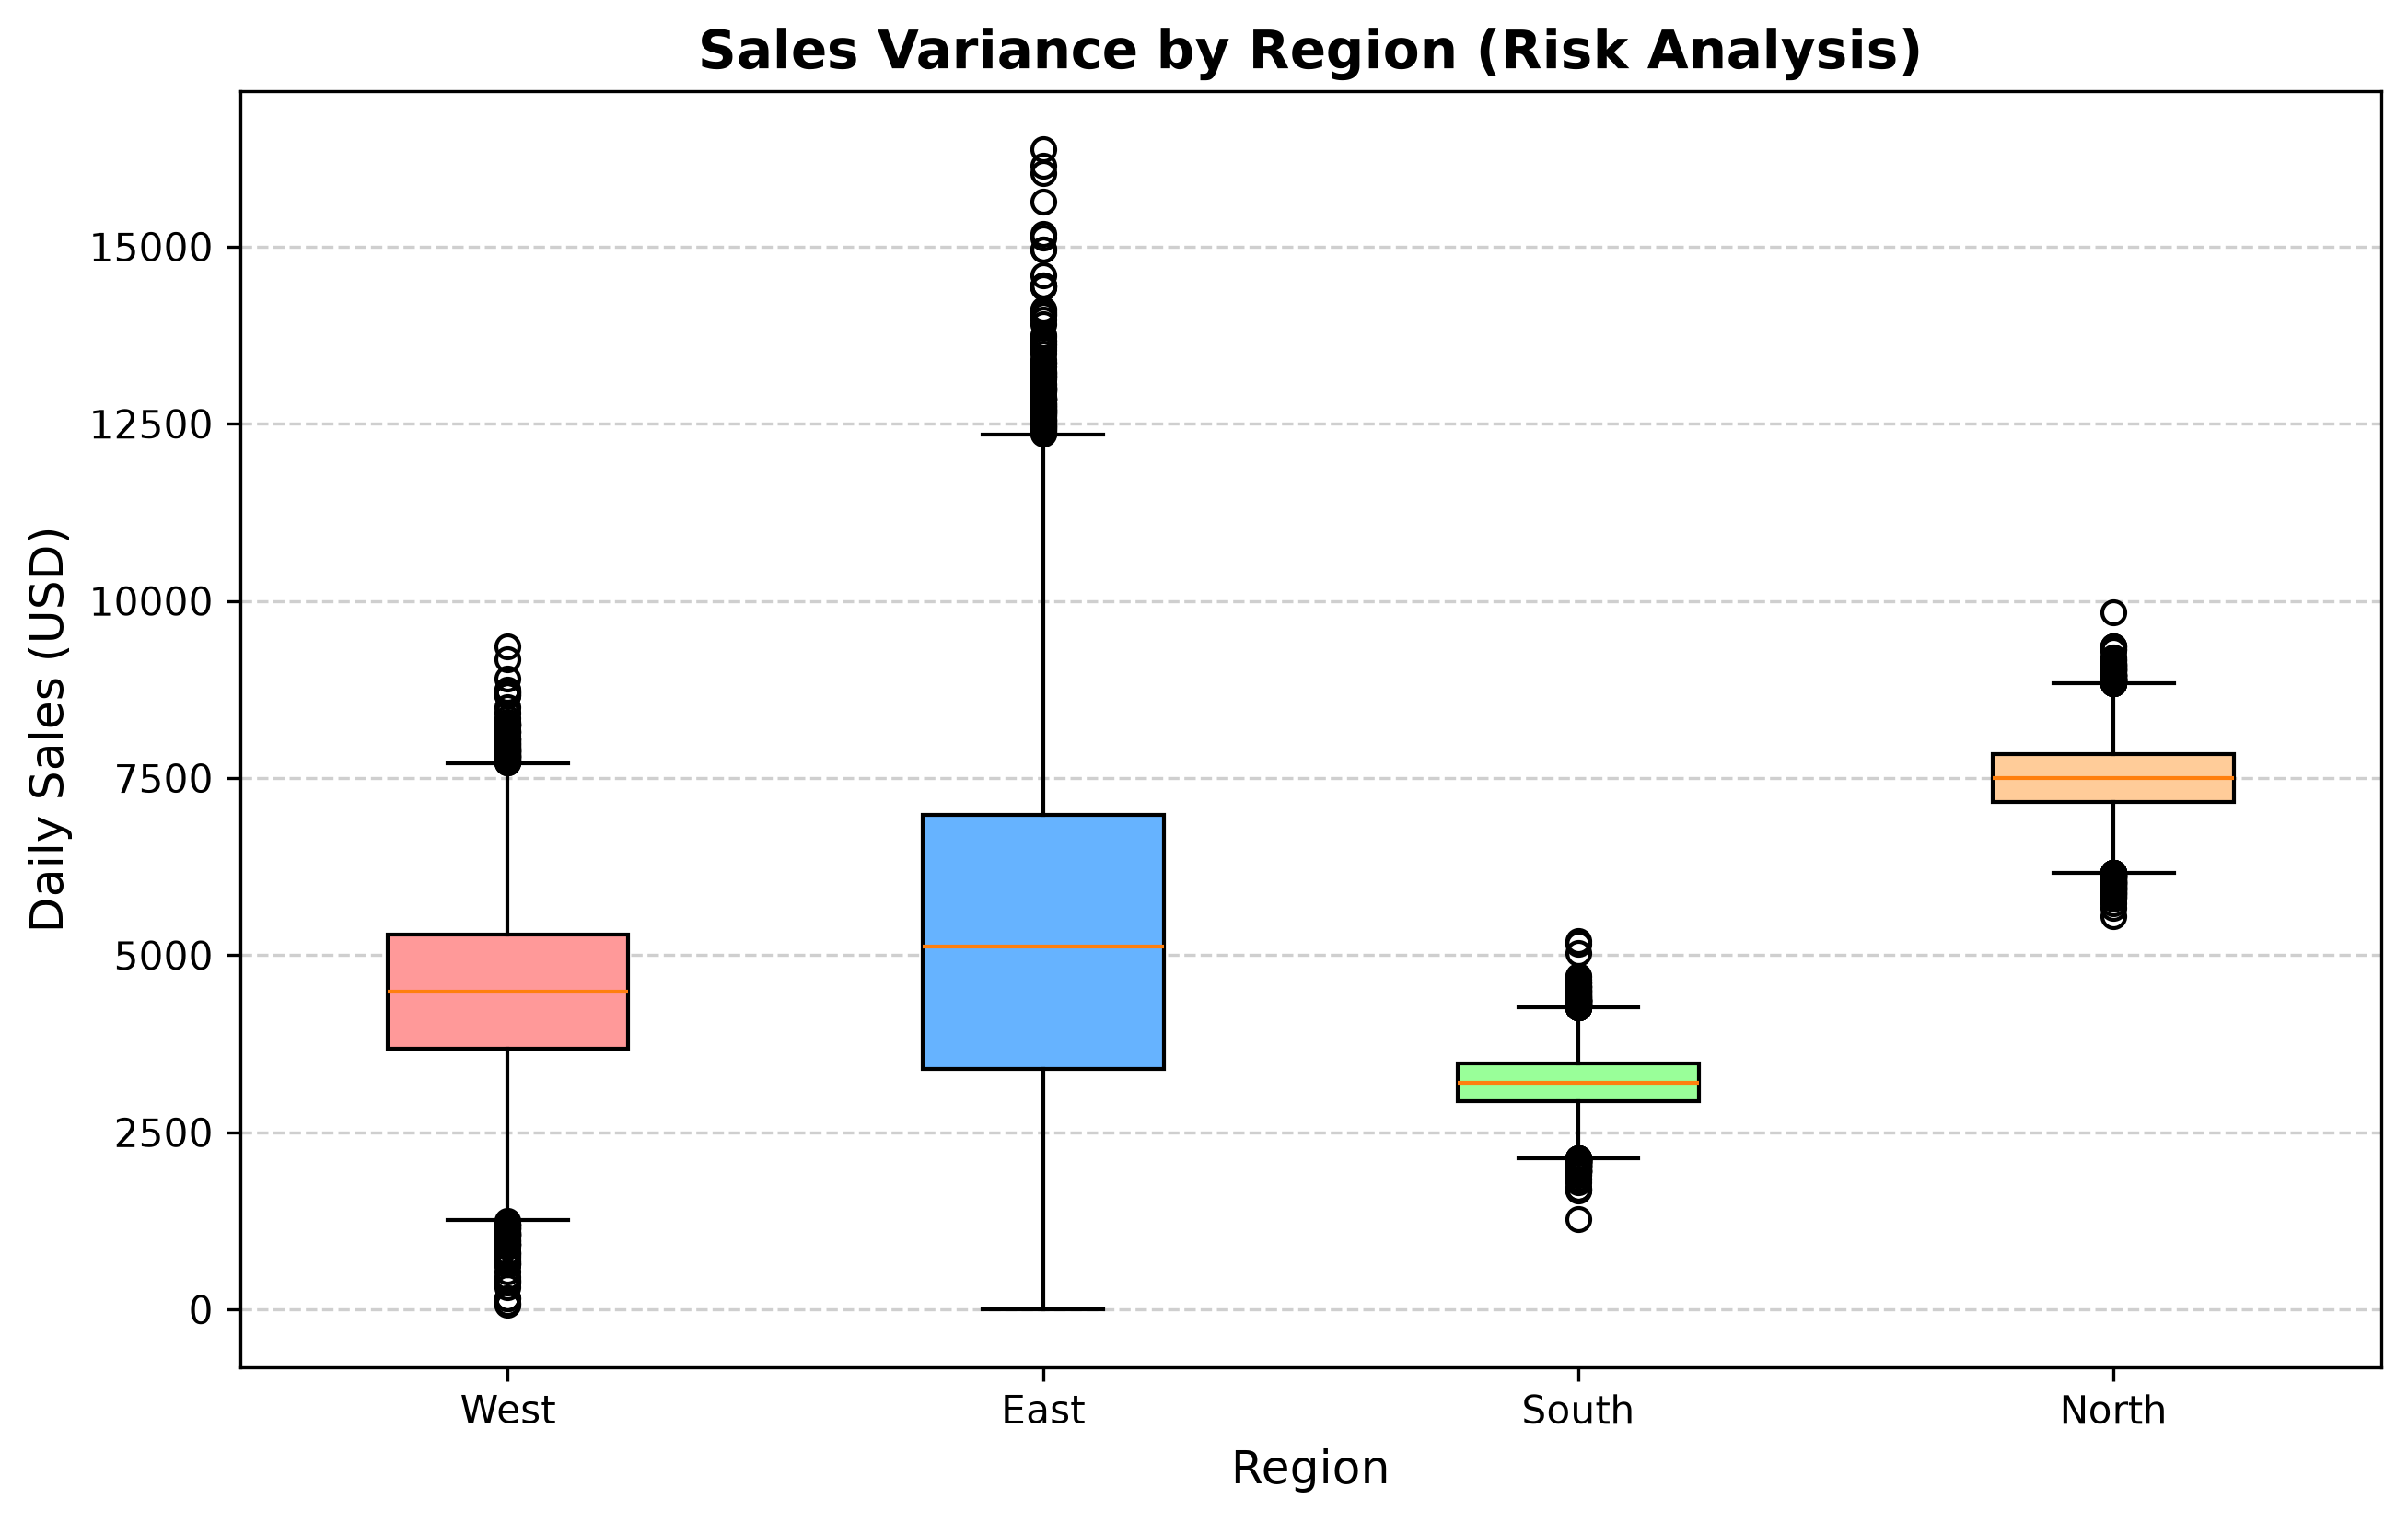 Sales Variance by Region (Risk Analysis)
Daily Sales (USD)
15000
12500
10000
7500
5000
2500
0
West
East
South
North
Region